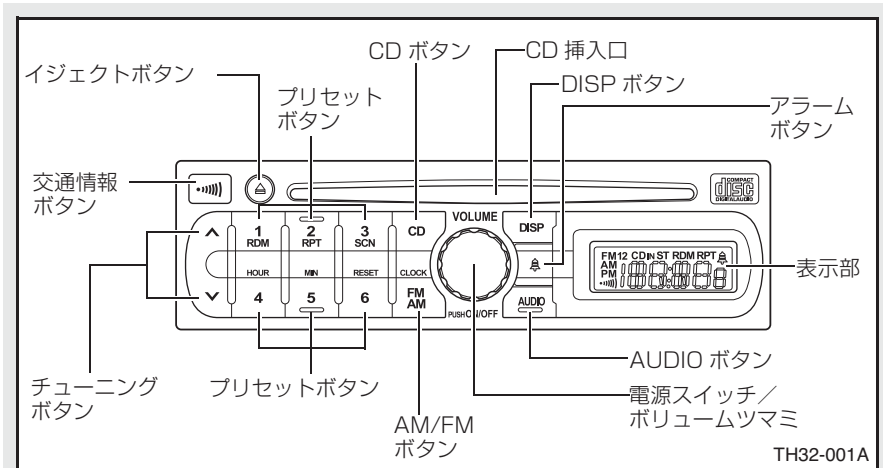 CD ボタン
CD 挿入口
イジェクトボタン
DISP ボタン
プリセット
ボタン
アラーム
ボタン
交通情報
ボタン
COMPACT
disc
DIGITAL AUDIO
VOLUME
1
RDM
2
RPT
3
SCN
CD
DISP
HOUR
MIN
RESET
CLOCK
FM12 CD IN ST RDM RPT
AM
PM
188:888
表示部
4
5
6
FM
AM
PUSH ON/OFF
AUDIO
チューニング
ボタン
プリセットボタン
AM/FM
ボタン
AUDIO ボタン
電源スイッチ/
ボリュームツマミ
TH32-001A